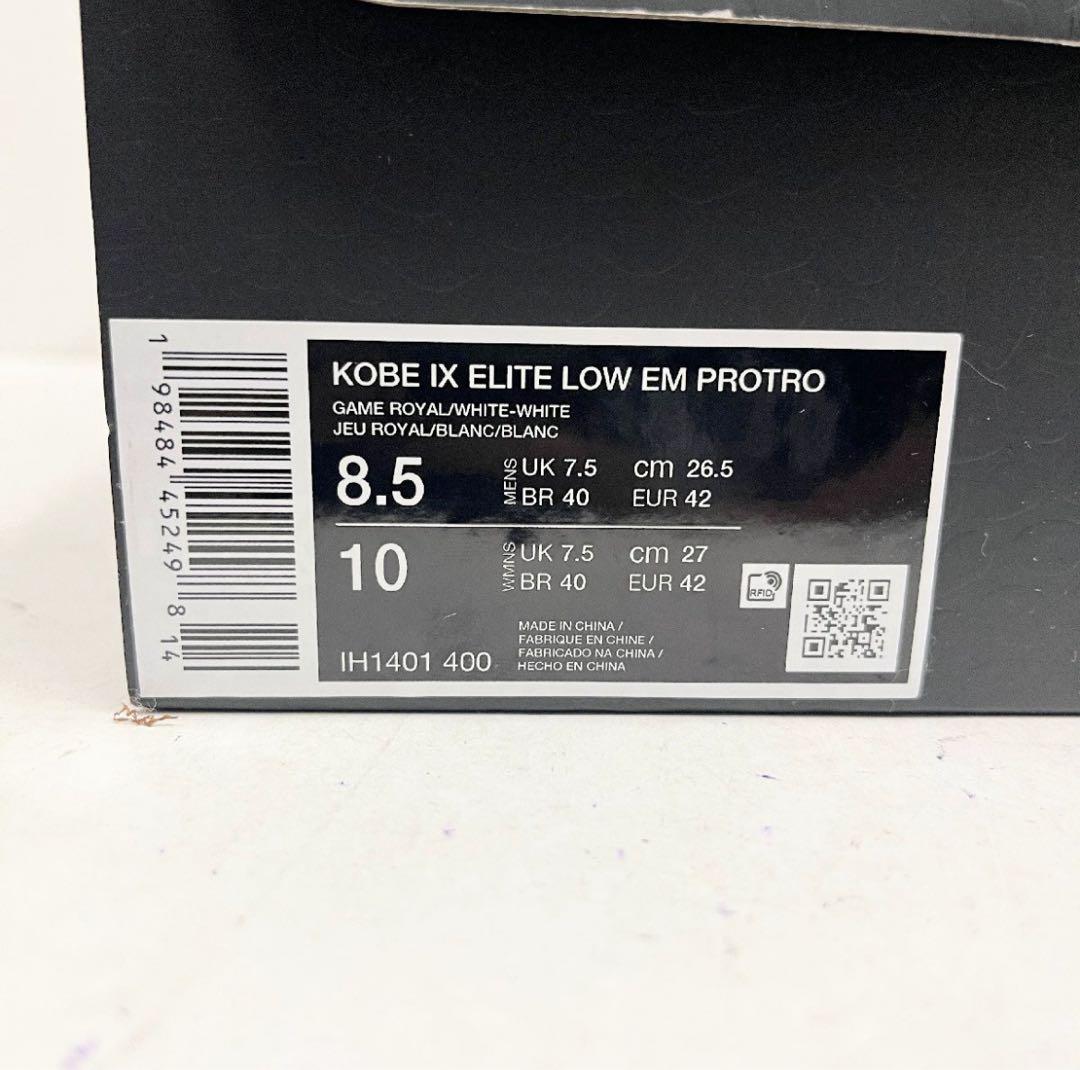 KOBE IX ELITE LOW EM PROTRO
GAME ROYAL/WHITE-WHITE
JEU ROYAL/BLANC/BLANC
8.5 MENS UK 7.5 cm 26.5
BR 40 EUR 42
10 WMNS UK 7.5 cm 27
BR 40 EUR 42
RFID
MADE IN CHINA /
FABRIQUE EN CHINE /
FABRICADO NA CHINA /
HECHO EN CHINA
IH1401 400
1 98484 45249 8 14